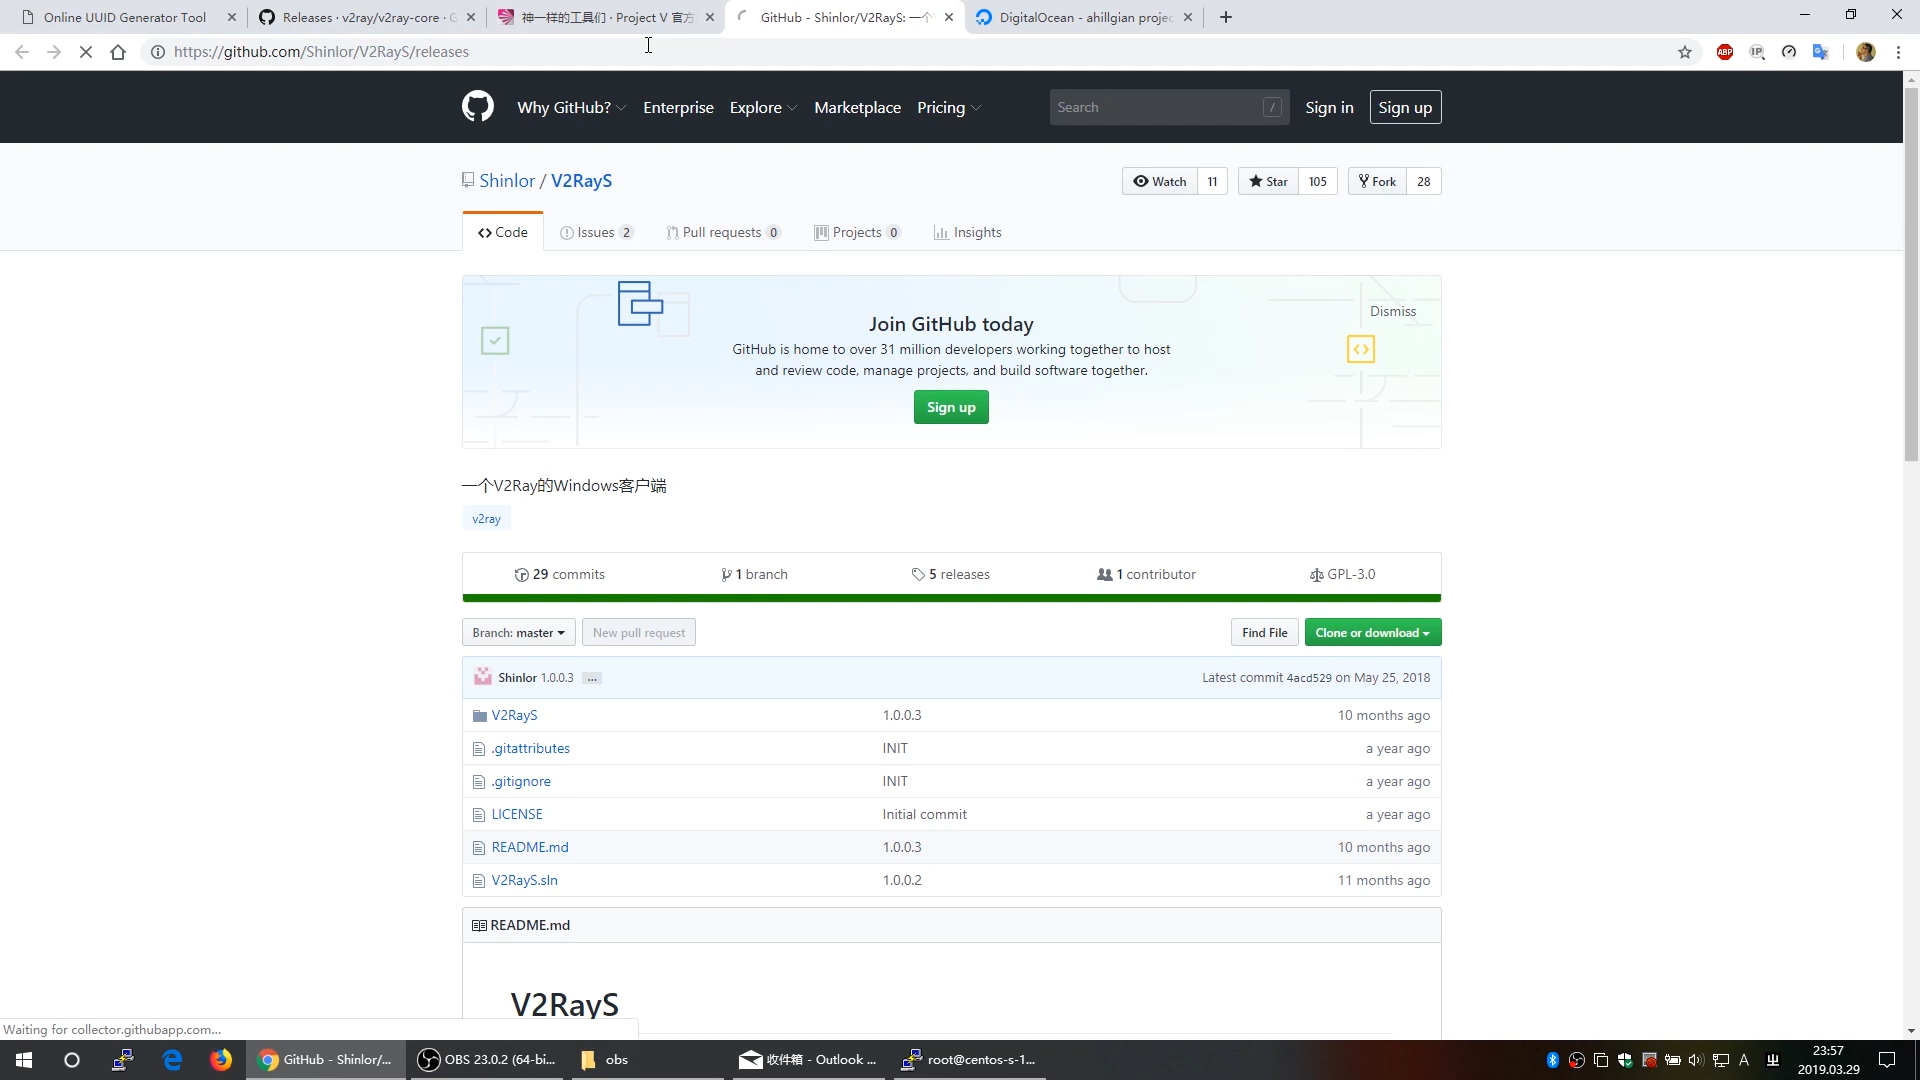 Online UUID Generator Tool
Releases · v2ray/v2ray-core · G
神一样的工具们 · Project V 官方
GitHub - Shinlor/V2RayS: 一个
DigitalOcean - ahillgian projec
https://github.com/Shinlor/V2RayS/releases
ABP
IP
Why GitHub?
Enterprise
Explore
Marketplace
Pricing
Search
/
Sign in
Sign up
Shinlor / V2RayS
Watch 11
Star 105
Fork 28
Code
Issues 2
Pull requests 0
Projects 0
Insights
Join GitHub today
Dismiss
GitHub is home to over 31 million developers working together to host
and review code, manage projects, and build software together.
Sign up
一个V2Ray的Windows客户端
v2ray
29 commits
1 branch
5 releases
1 contributor
GPL-3.0
Branch: master
New pull request
Find File
Clone or download
Shinlor 1.0.0.3 ...
Latest commit 4acd529 on May 25, 2018
V2RayS 1.0.0.3 10 months ago
.gitattributes INIT a year ago
.gitignore INIT a year ago
LICENSE Initial commit a year ago
README.md 1.0.0.3 10 months ago
V2RayS.sln 1.0.0.2 11 months ago
README.md
V2RayS
Waiting for collector.githubapp.com...
GitHub - Shinlor/...
OBS 23.0.2 (64-bi...
obs
收件箱 - Outlook ...
root@centos-s-1...
A
23:57
2019.03.29